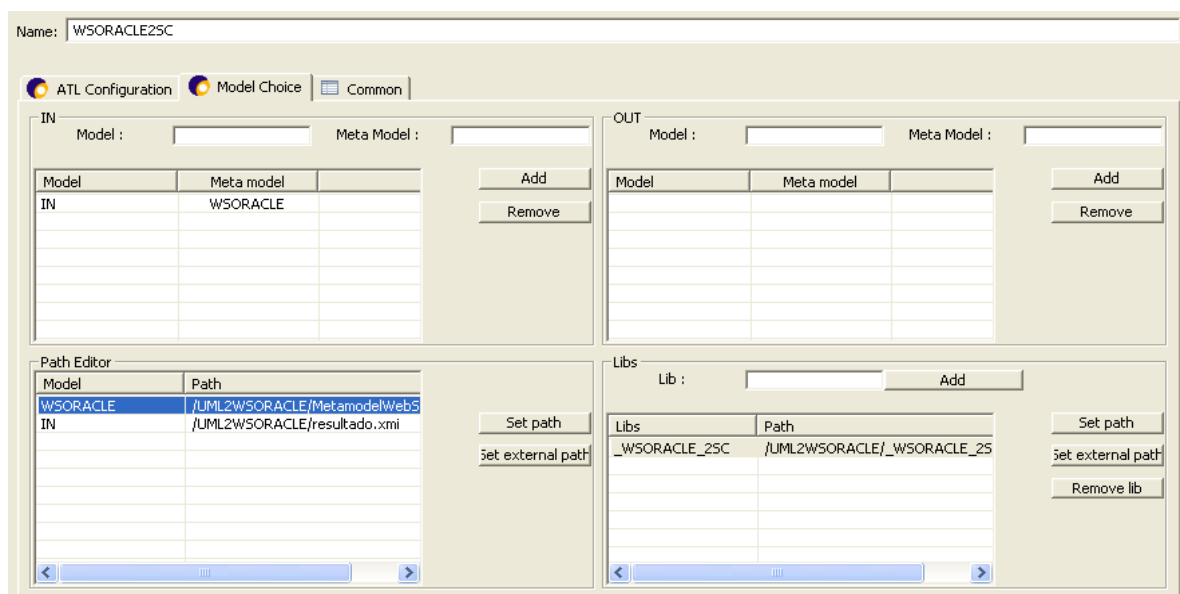 Name: WSORACLE2SC
ATL Configuration Model Choice Common
IN
Model : Meta Model :
Model Meta model
Add
IN WSORACLE
Remove
OUT
Model : Meta Model :
Model Meta model
Add
Remove
Path Editor
Model Path
WSORACLE /UML2WSORACLE/MetamodelWebS
IN /UML2WSORACLE/resultado.xmi
Set path
Set external path
Libs
Lib : Add
Libs Path
_WSORACLE_2SC /UML2WSORACLE/_WSORACLE_2S
Set path
Set external path
Remove lib